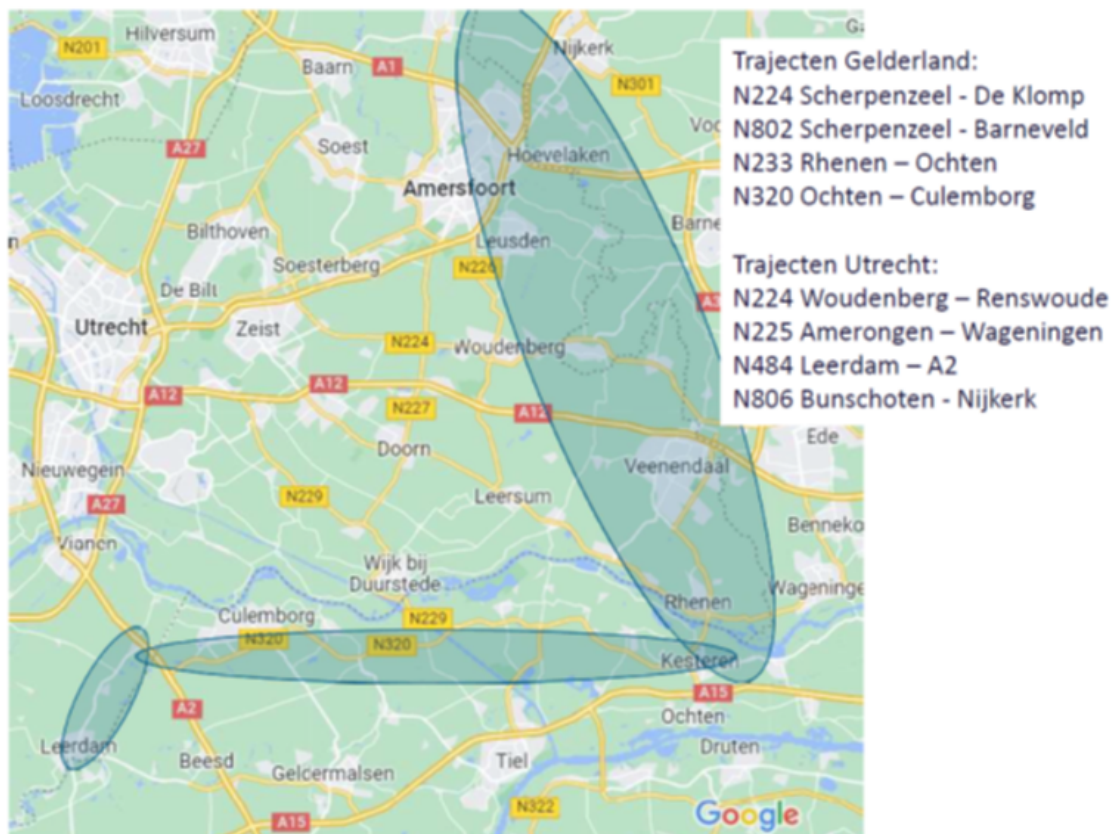 Trajecten Gelderland:
N224 Scherpenzeel - De Klomp
N802 Scherpenzeel - Barneveld
N233 Rhenen – Ochten
N320 Ochten – Culemborg
Trajecten Utrecht:
N224 Woudenberg – Renswoude
N225 Amerongen – Wageningen
N484 Leerdam – A2
N806 Bunschoten - Nijkerk
N201
Hilversum
Nijkerk
Baarn
A1
N301
Loosdrecht
A27
Soest
Hoevelaken
Amersfoort
Bilthoven
Leusden
Barne
Soesterberg
N226
De Bilt
Utrecht
Zeist
N224
Woudenberg
A12
A12
N227
A12
Doorn
Ede
Nieuwegein
Veenendaal
A27
N229
Leersum
Benneko
Vianen
Wijk bij
Duurstede
Wageninge
Culemborg
N229
Rhenen
N320
N320
Kesteren
A15
A2
Ochten
Leerdam
Beesd
Tiel
Druten
Geldermalsen
N322
Google
A15